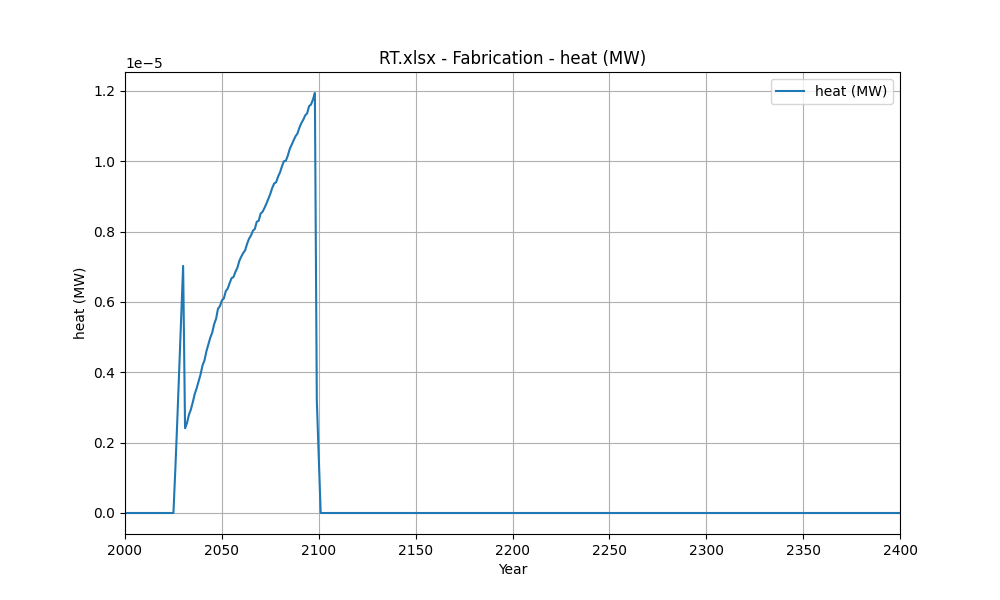 RT.xlsx - Fabrication - heat (MW)
1e−5
heat (MW)
1.2
1.0
0.8
0.6
0.4
0.2
0.0
heat (MW)
2000 2050 2100 2150 2200 2250 2300 2350 2400
Year